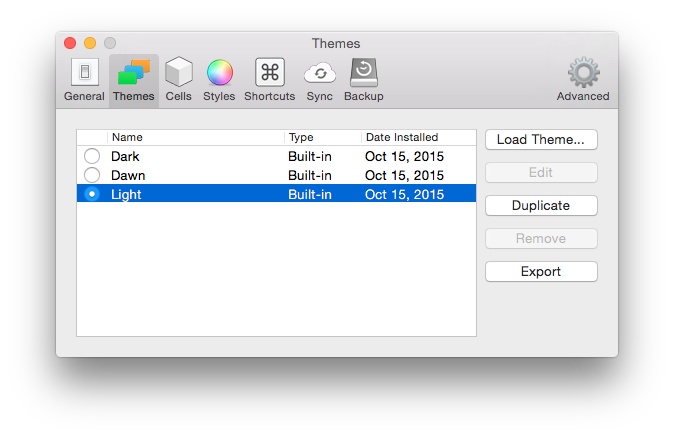 Themes
General Themes Cells Styles Shortcuts Sync Backup Advanced
Name Type Date Installed
Dark Built-in Oct 15, 2015
Dawn Built-in Oct 15, 2015
Light Built-in Oct 15, 2015
Load Theme...
Edit
Duplicate
Remove
Export